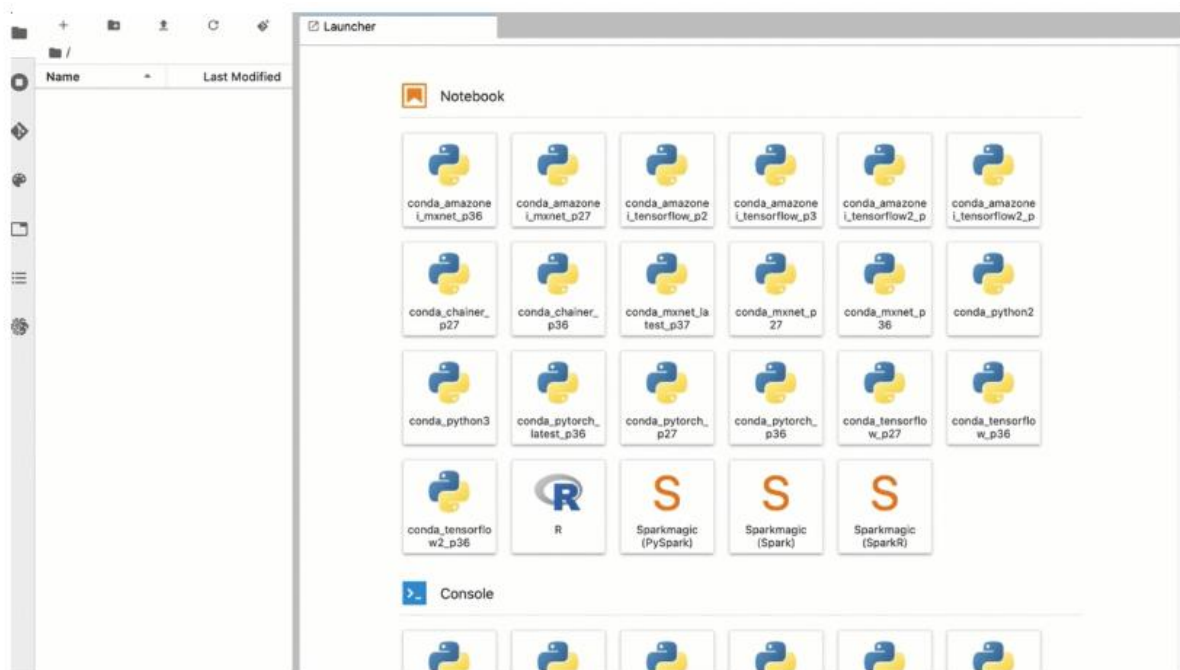 Launcher
/
Name
Last Modified
Notebook
conda_amazone
i_mxnet_p36
conda_amazone
i_mxnet_p27
conda_amazone
i_tensorflow_p2
conda_amazone
i_tensorflow_p3
conda_amazone
i_tensorflow2_p
conda_amazone
i_tensorflow2_p
conda_chainer_
p27
conda_chainer_
p36
conda_mxnet_la
test_p37
conda_mxnet_p
27
conda_mxnet_p
36
conda_python2
conda_python3
conda_pytorch_
latest_p36
conda_pytorch_
p27
conda_pytorch_
p36
conda_tensorflo
w_p27
conda_tensorflo
w_p36
conda_tensorflo
w2_p36
R
R
S
Sparkmagic
(PySpark)
S
Sparkmagic
(Spark)
S
Sparkmagic
(SparkR)
Console